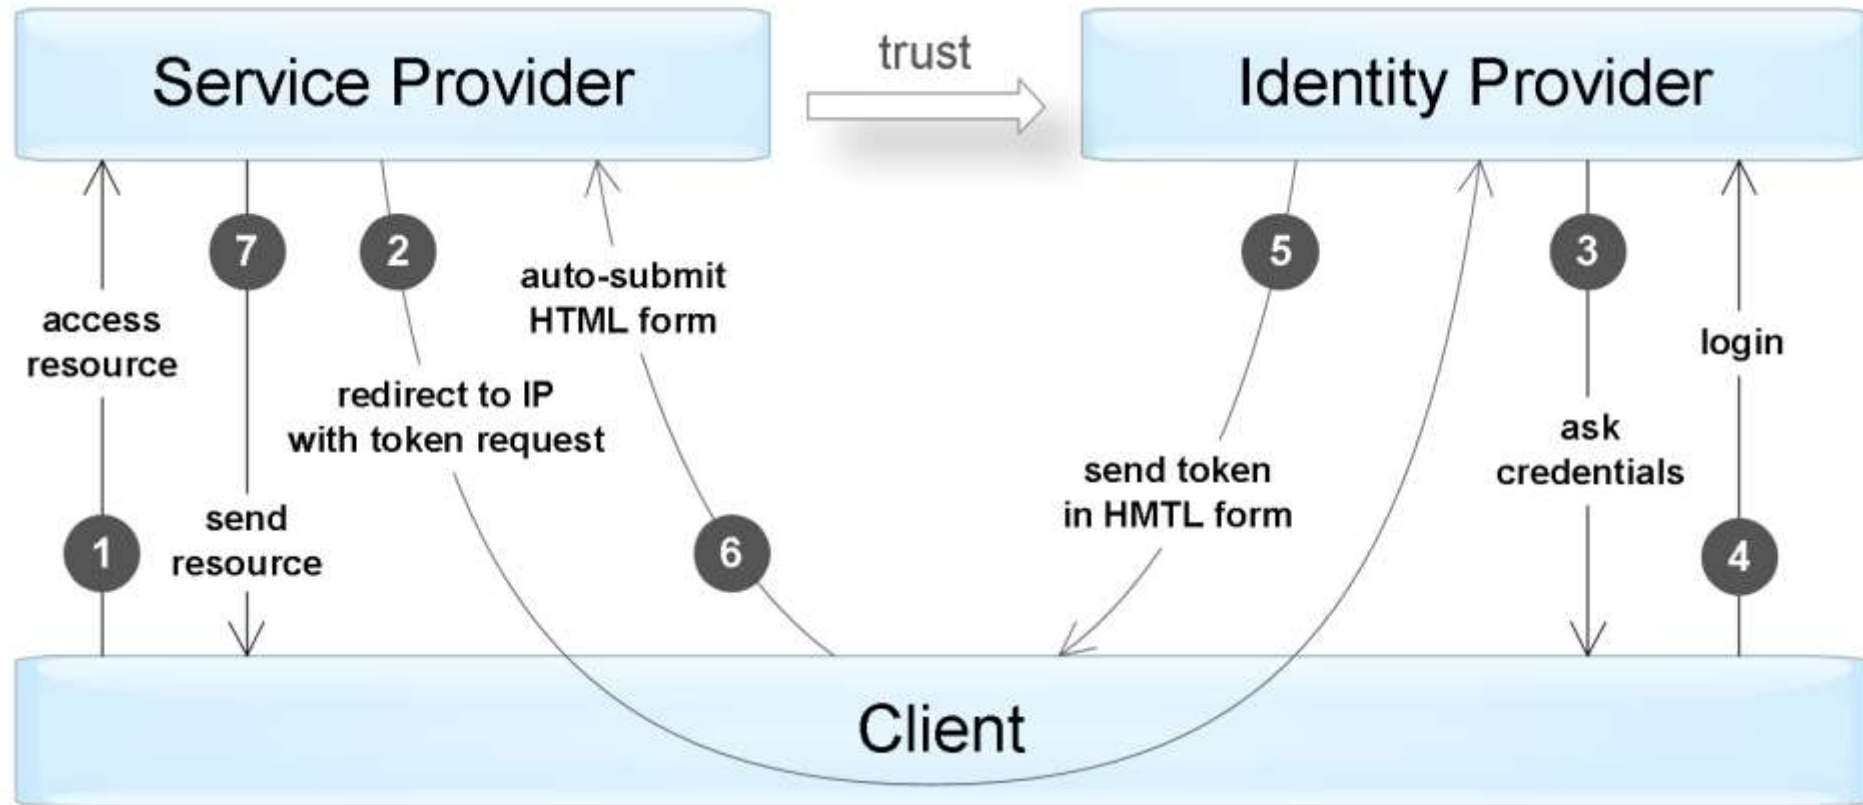 Service Provider
trust
Identity Provider
7
2
5
3
auto-submit
HTML form
access
resource
login
redirect to IP
with token request
ask
credentials
send token
in HMTL form
send
resource
1
6
4
Client